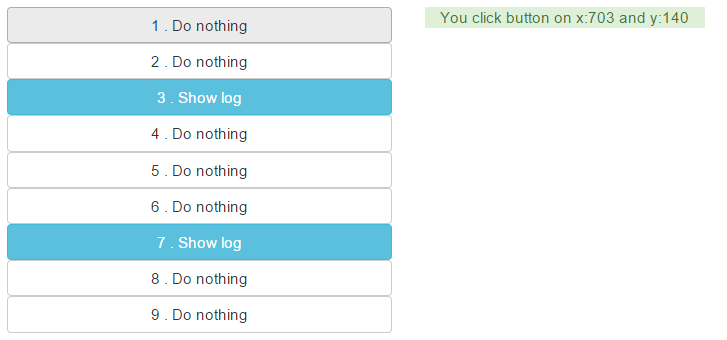 1 . Do nothing
2 . Do nothing
3 . Show log
4 . Do nothing
5 . Do nothing
6 . Do nothing
7 . Show log
8 . Do nothing
9 . Do nothing
You click button on x:703 and y:140